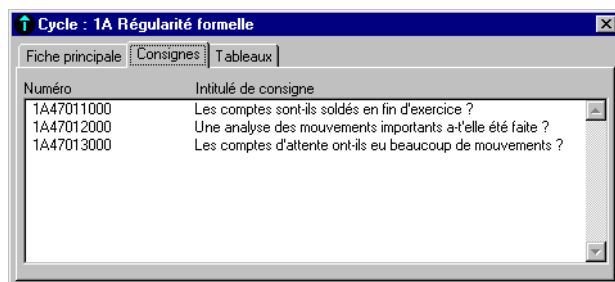 Cycle : 1A Régularité formelle
Fiche principale Consignes Tableaux
Numéro Intitulé de consigne
1A47011000 Les comptes sont-ils soldés en fin d'exercice ?
1A47012000 Une analyse des mouvements importants a-t'elle été faite ?
1A47013000 Les comptes d'attente ont-ils eu beaucoup de mouvements ?